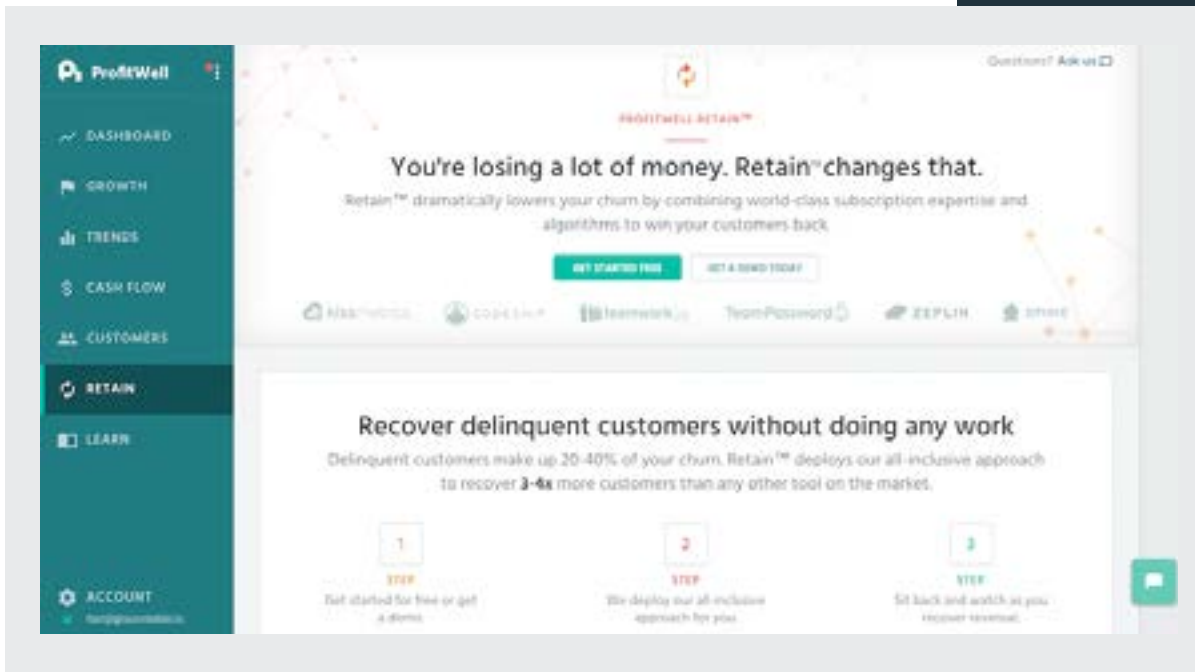 ProfitWell
DASHBOARD
GROWTH
TRENDS
CASH FLOW
CUSTOMERS
RETAIN
LEARN
ACCOUNT
Questions? Ask us
PROFITWELL RETAIN™
You're losing a lot of money. Retain™ changes that.
Retain™ dramatically lowers your churn by combining world-class subscription expertise and
algorithms to win your customers back
GET STARTED FREE
GET A DEMO TODAY
teamwork
TeamPassword
ZEPLIN
Recover delinquent customers without doing any work
Delinquent customers make up 20-40% of your churn. Retain™ deploys our all-inclusive approach
to recover 3-4x more customers than any other tool on the market.
1
STEP
Get started for free or get
a demo.
2
STEP
We deploy our all-inclusive
approach for you.
3
STEP
Sit back and watch as you
recover revenue.